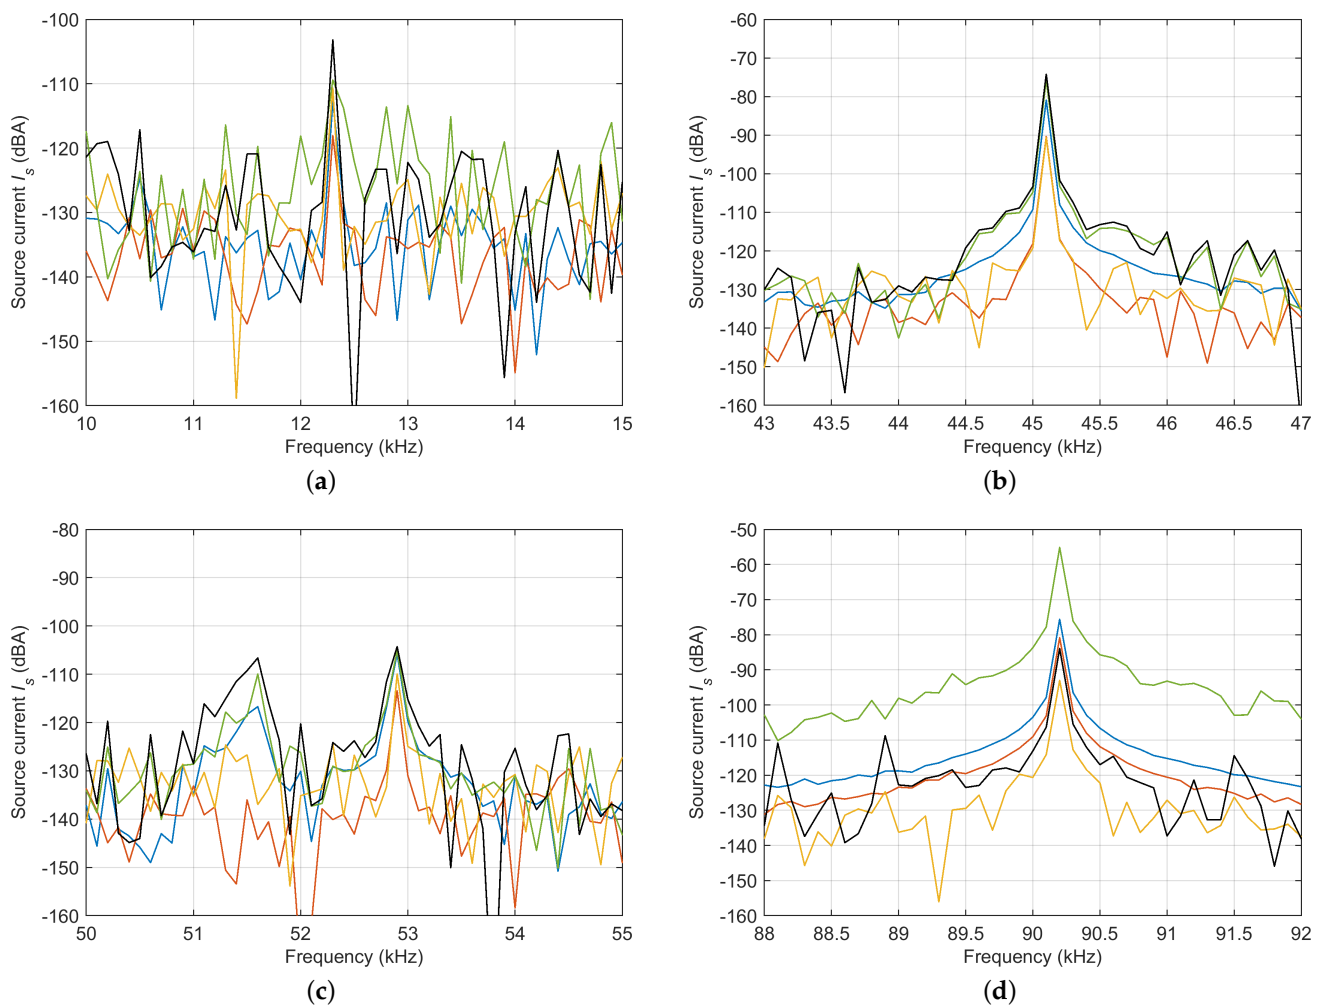 -100
-110
-120
-130
-140
-150
-160
10 11 12 13 14 15
Source current I_s (dBA)
Frequency (kHz)
(a)
-60
-70
-80
-90
-100
-110
-120
-130
-140
-150
-160
43 43.5 44 44.5 45 45.5 46 46.5 47
Source current I_s (dBA)
Frequency (kHz)
(b)
-80
-90
-100
-110
-120
-130
-140
-150
-160
50 51 52 53 54 55
Source current I_s (dBA)
Frequency (kHz)
(c)
-50
-60
-70
-80
-90
-100
-110
-120
-130
-140
-150
-160
88 88.5 89 89.5 90 90.5 91 91.5 92
Source current I_s (dBA)
Frequency (kHz)
(d)